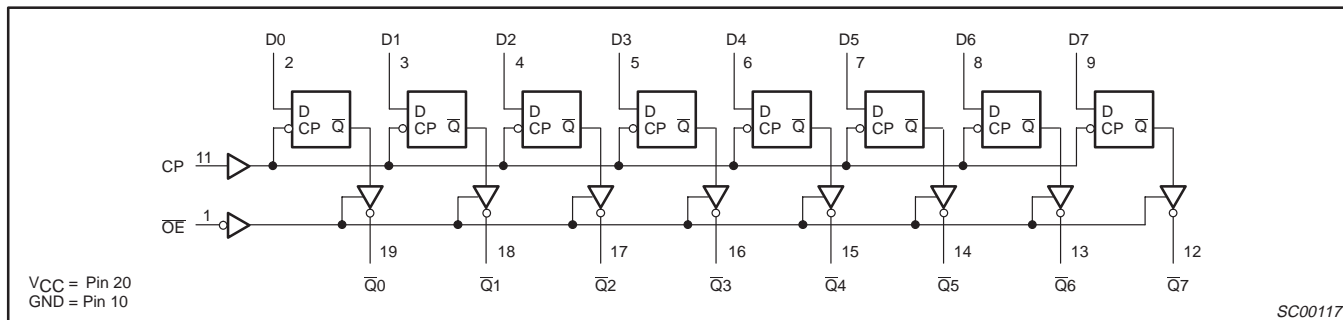 D0 D1 D2 D3 D4 D5 D6 D7
2 3 4 5 6 7 8 9
D D D D D D D D
CP Q̅ CP Q̅ CP Q̅ CP Q̅ CP Q̅ CP Q̅ CP Q̅ CP Q̅
CP 11
O̅E̅ 1
19 18 17 16 15 14 13 12
Q̅0 Q̅1 Q̅2 Q̅3 Q̅4 Q̅5 Q̅6 Q̅7
VCC = Pin 20
GND = Pin 10
SC00117